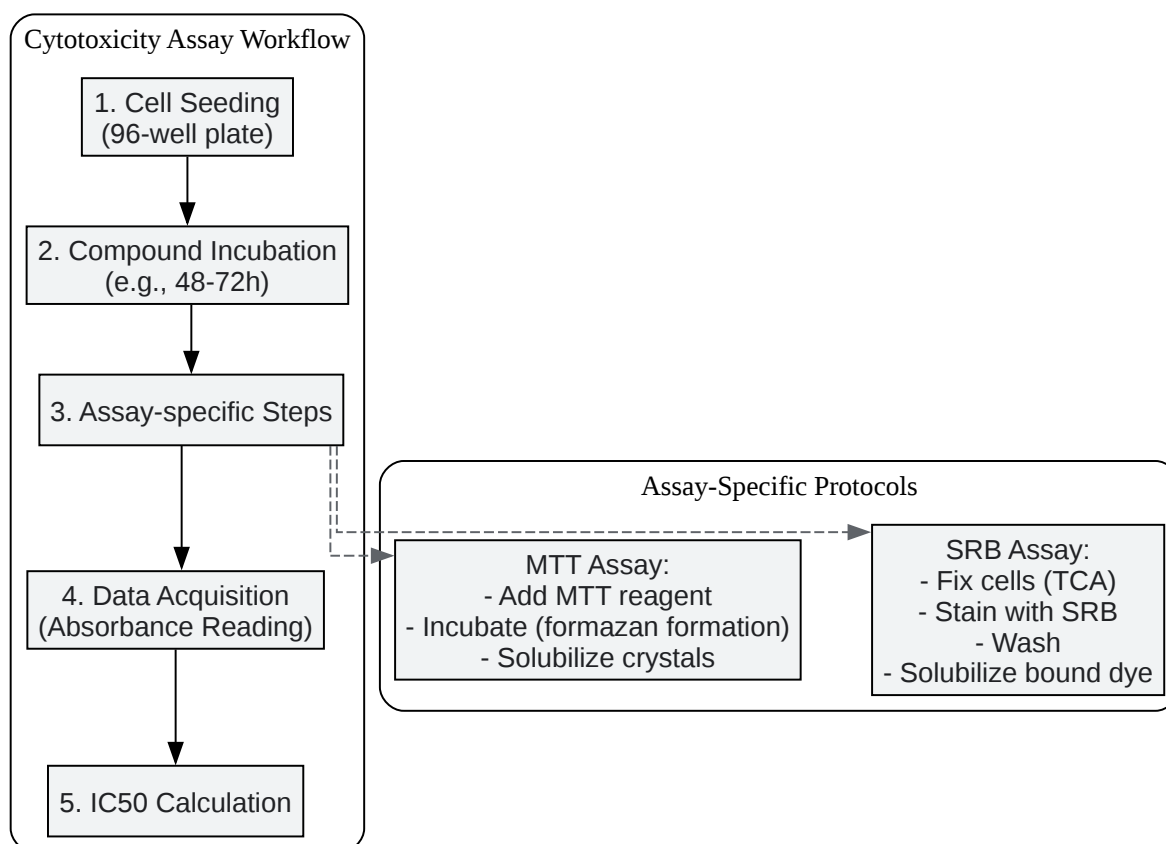 Cytotoxicity Assay Workflow
1. Cell Seeding
(96-well plate)
2. Compound Incubation
(e.g., 48-72h)
3. Assay-specific Steps
4. Data Acquisition
(Absorbance Reading)
5. IC50 Calculation
Assay-Specific Protocols
MTT Assay:
- Add MTT reagent
- Incubate (formazan formation)
- Solubilize crystals
SRB Assay:
- Fix cells (TCA)
- Stain with SRB
- Wash
- Solubilize bound dye